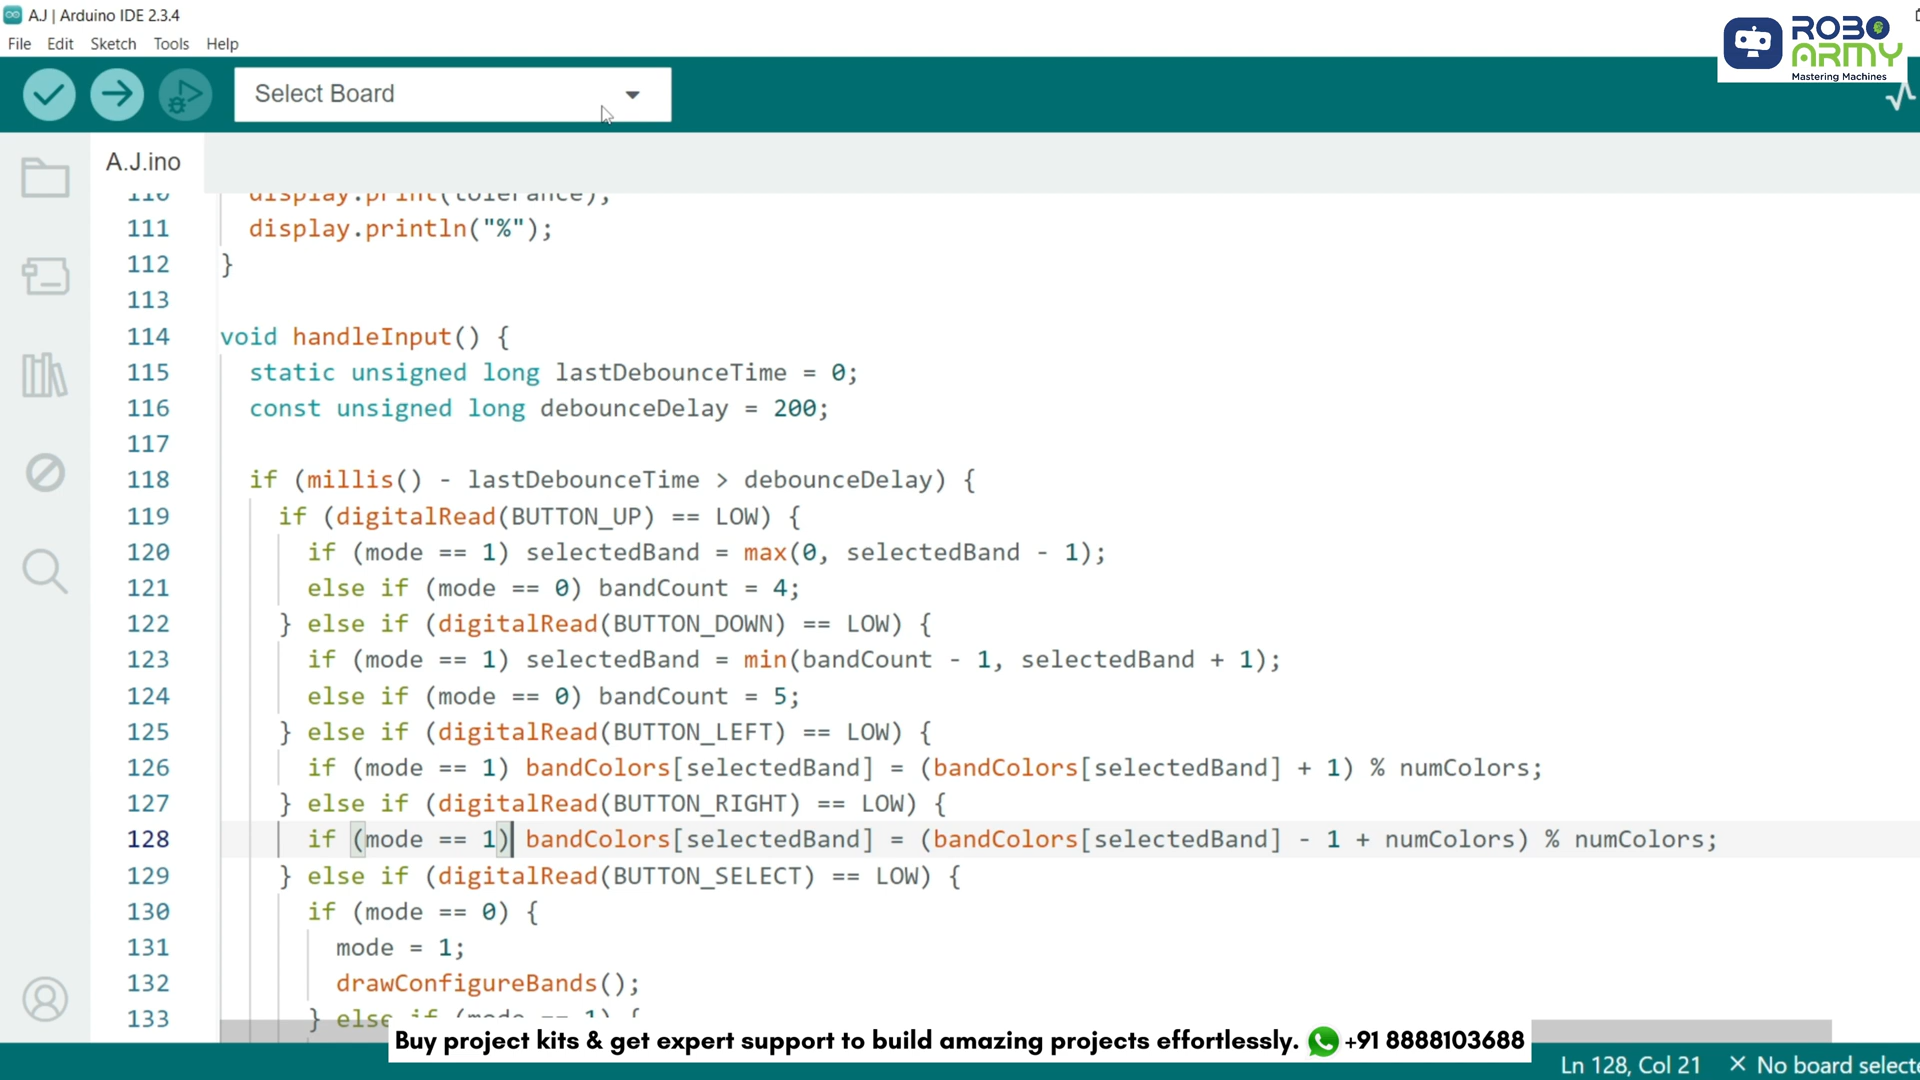 A.J | Arduino IDE 2.3.4
ROBO
ARMY
Mastering Machines
File Edit Sketch Tools Help
Select Board
A.J.ino
110 display.print(tolerance);
111 display.println("%");
112 }
113
114 void handleInput() {
115 static unsigned long lastDebounceTime = 0;
116 const unsigned long debounceDelay = 200;
117
118 if (millis() - lastDebounceTime > debounceDelay) {
119 if (digitalRead(BUTTON_UP) == LOW) {
120 if (mode == 1) selectedBand = max(0, selectedBand - 1);
121 else if (mode == 0) bandCount = 4;
122 } else if (digitalRead(BUTTON_DOWN) == LOW) {
123 if (mode == 1) selectedBand = min(bandCount - 1, selectedBand + 1);
124 else if (mode == 0) bandCount = 5;
125 } else if (digitalRead(BUTTON_LEFT) == LOW) {
126 if (mode == 1) bandColors[selectedBand] = (bandColors[selectedBand] + 1) % numColors;
127 } else if (digitalRead(BUTTON_RIGHT) == LOW) {
128 if (mode == 1) bandColors[selectedBand] = (bandColors[selectedBand] - 1 + numColors) % numColors;
129 } else if (digitalRead(BUTTON_SELECT) == LOW) {
130 if (mode == 0) {
131 mode = 1;
132 drawConfigureBands();
133 } else if (mode == 1) {
Buy project kits & get expert support to build amazing projects effortlessly. +91 8888103688
Ln 128, Col 21 No board selecte